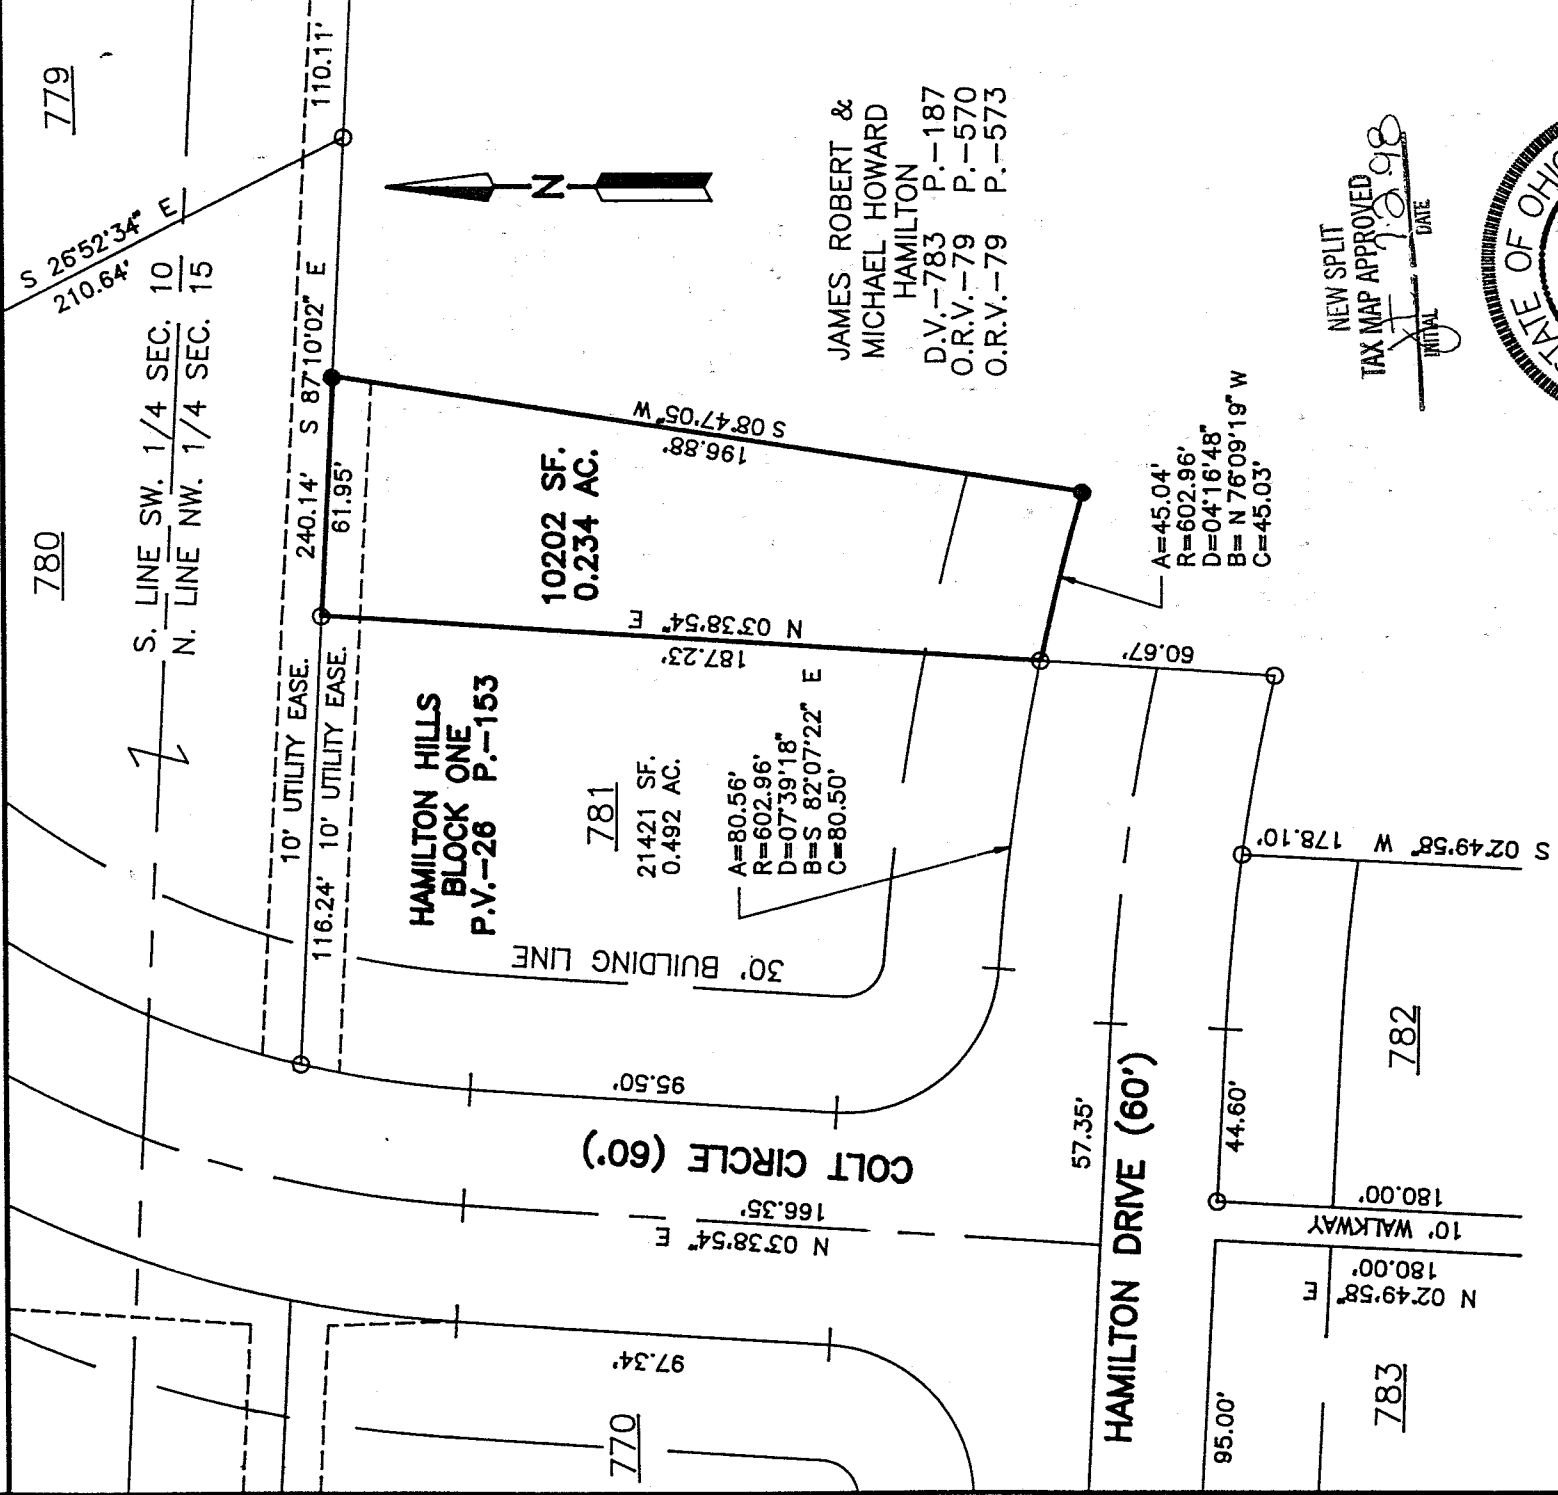 779
780
S 26°52'34" E
210.64'
S. LINE SW. 1/4 SEC. 10
N. LINE NW. 1/4 SEC. 15
110.11'
240.14' S 87°10'02" E
61.95'
10' UTILITY EASE.
116.24' 10' UTILITY EASE.
N
HAMILTON HILLS
BLOCK ONE
P.V.-26 P.-153
10202 SF.
0.234 AC.
S 08°47'05" W
196.88'
N 03°38'54" E
187.23'
JAMES ROBERT &
MICHAEL HOWARD
HAMILTON
D.V.-783 P.-187
O.R.V.-79 P.-570
O.R.V.-79 P.-573
781
21421 SF.
0.492 AC.
A=80.56'
R=602.96'
D=07°39'18"
B=S 82°07'22" E
C=80.50'
30' BUILDING LINE
A=45.04'
R=602.96'
D=04°16'48"
B= N 76°09'19" W
C=45.03'
60.67'
95.50'
COLT CIRCLE (60')
166.35'
N 03°38'54" E
97.34'
770
57.35'
HAMILTON DRIVE (60')
44.60'
95.00'
178.10'
S 02°49'58" W
782
180.00'
10' WALKWAY
180.00'
N 02°49'58" E
783
NEW SPLIT
TAX MAP APPROVED
INITIAL DATE
STATE OF OHIO